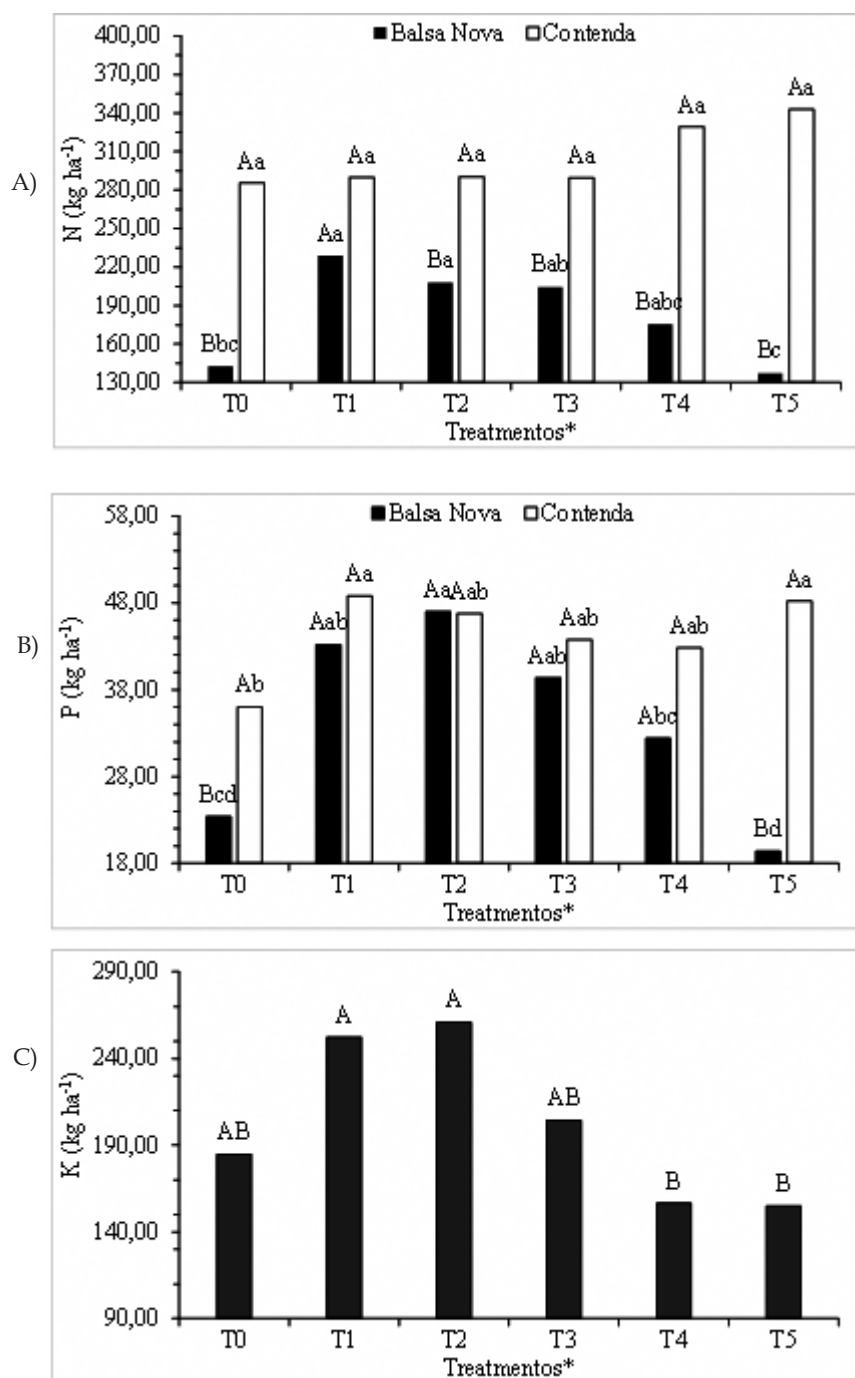 A)
N (kg ha⁻¹)
■ Balsa Nova □ Contenda
400,00
370,00
340,00
310,00
280,00
250,00
220,00
190,00
160,00
130,00
Bbc Aa Aa Aa Ba Aa Bab Aa Babc Aa Bc Aa
T0 T1 T2 T3 T4 T5
Treatmentos*
B)
P (kg ha⁻¹)
■ Balsa Nova □ Contenda
58,00
48,00
38,00
28,00
18,00
Bcd Ab Aab Aa Aa Aab Aab Aab Abc Aab Bd Aa
T0 T1 T2 T3 T4 T5
Treatmentos*
C)
K (kg ha⁻¹)
290,00
240,00
190,00
140,00
90,00
AB A A AB B B
T0 T1 T2 T3 T4 T5
Treatmentos*